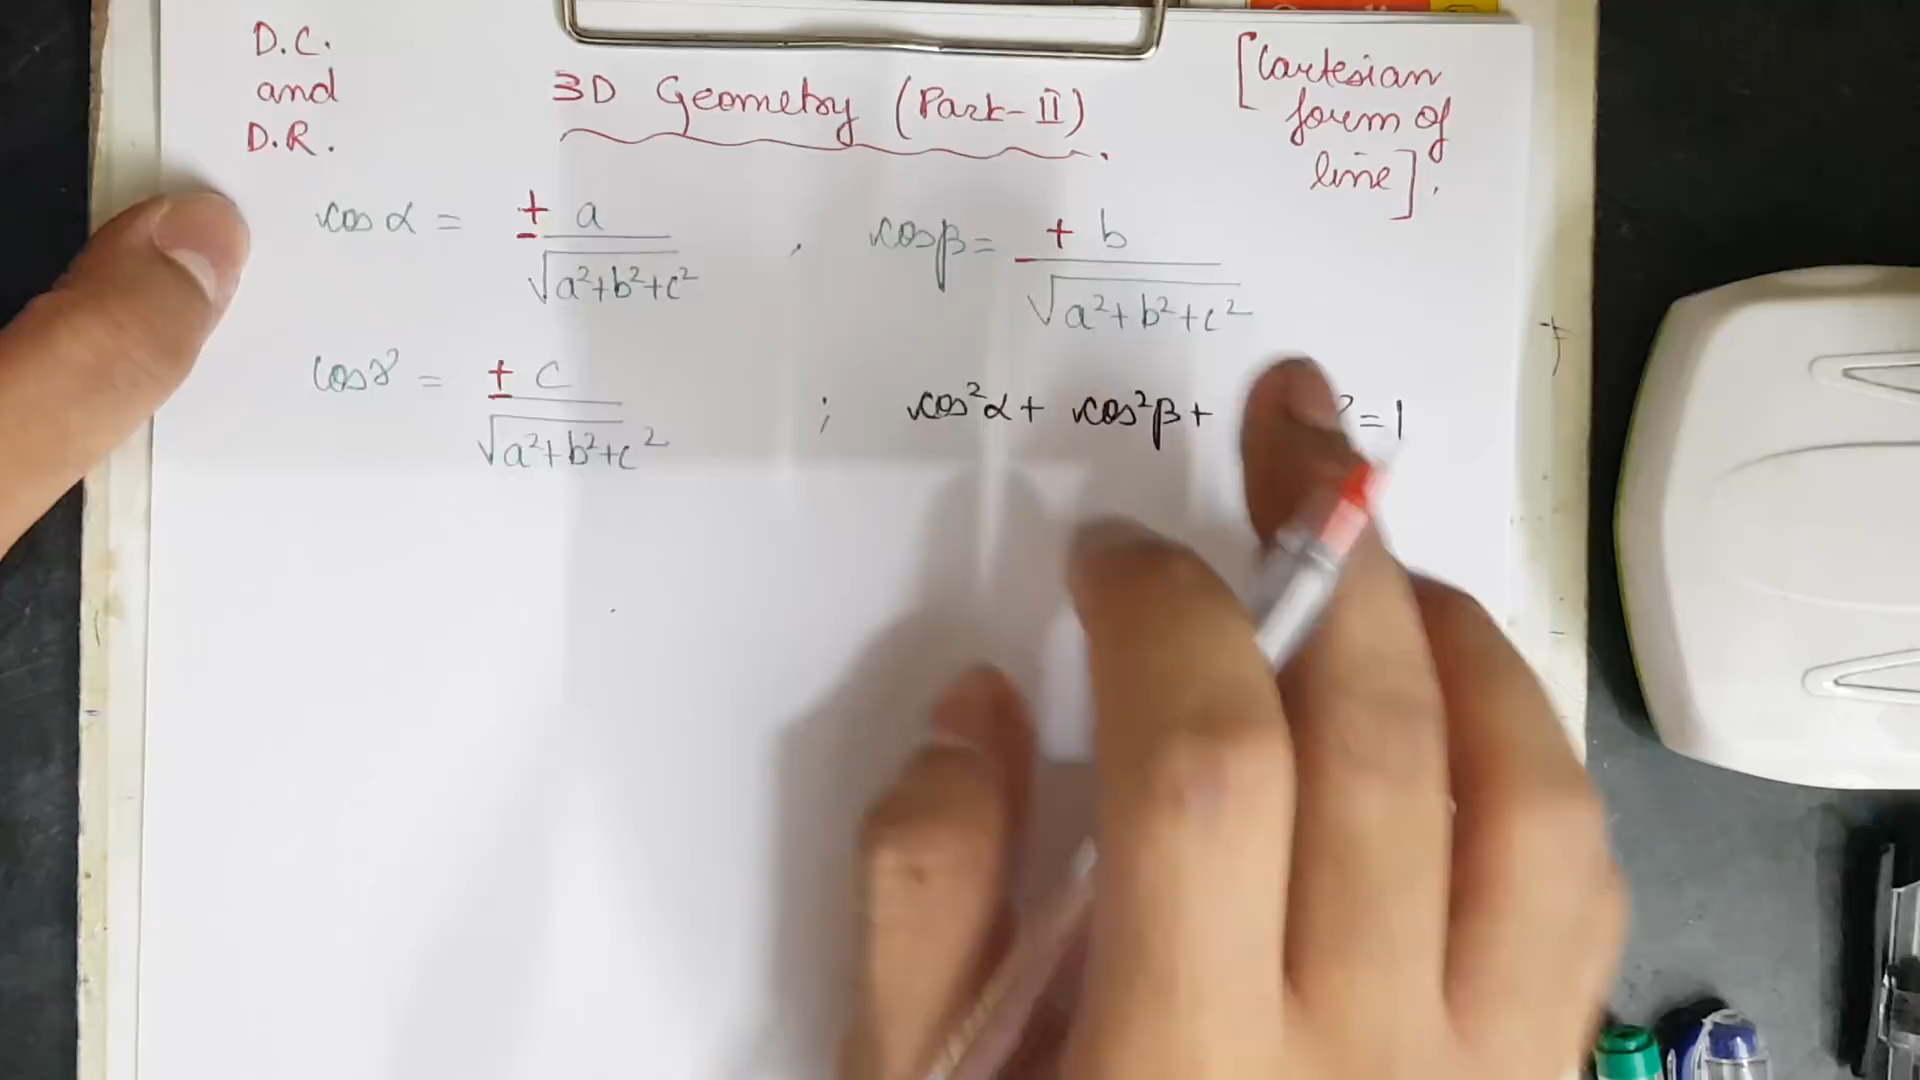 D.C.
and
D.R.
3D Geometry (Part-II).
[Cartesian
form of
line].
cos α = ± a / √a²+b²+c² , cos β = ± b / √a²+b²+c²
cos γ = ± c / √a²+b²+c² ; cos²α + cos²β + = 1